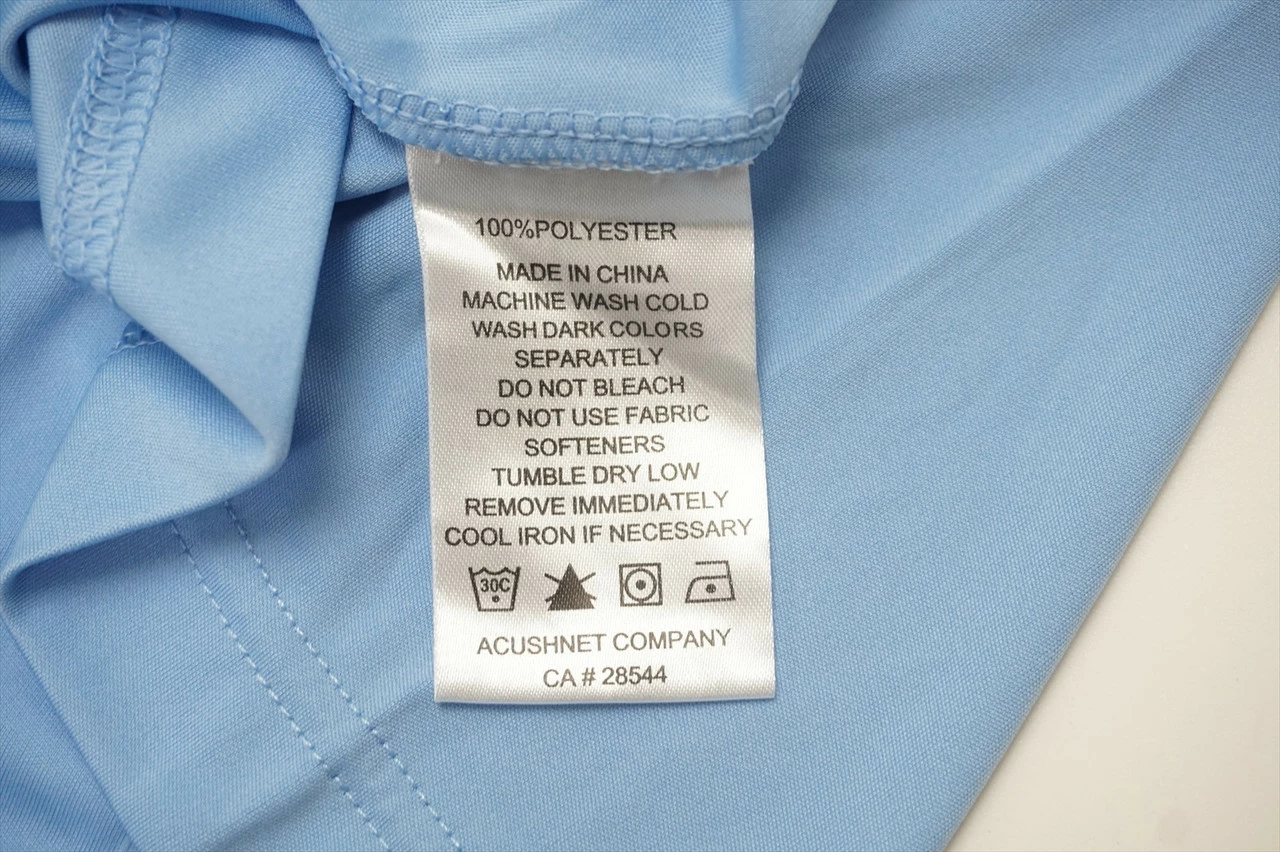 100%POLYESTER
MADE IN CHINA
MACHINE WASH COLD
WASH DARK COLORS
SEPARATELY
DO NOT BLEACH
DO NOT USE FABRIC
SOFTENERS
TUMBLE DRY LOW
REMOVE IMMEDIATELY
COOL IRON IF NECESSARY
30C
ACUSHNET COMPANY
CA # 28544